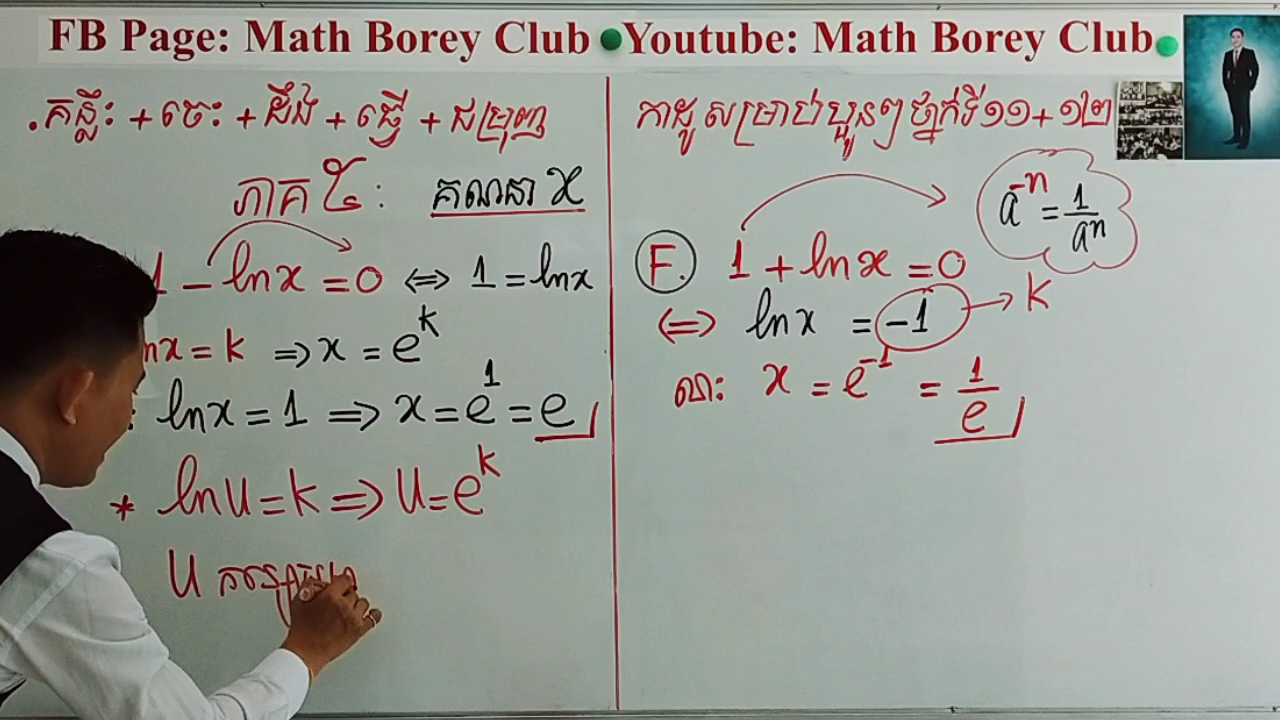 FB Page: Math Borey Club Youtube: Math Borey Club
.គន្លឹះ + ចេះ + ដឹង + ធ្វើ + ជម្រុញ
ភាគ៤: គណនា x
1 - lnx = 0 ⟺ 1 = lnx
lnx = k ⟹ x = e^k
: lnx = 1 ⟹ x = e^1 = e
* lnU = k ⟹ U = e^k
U កន្សោម
កាដូសម្រាប់ប្អូនៗថ្នាក់ទី១១+១២
a^-n = 1/a^n
F. 1 + lnx = 0
⟺ lnx = -1 → k
លះ x = e^-1 = 1/e